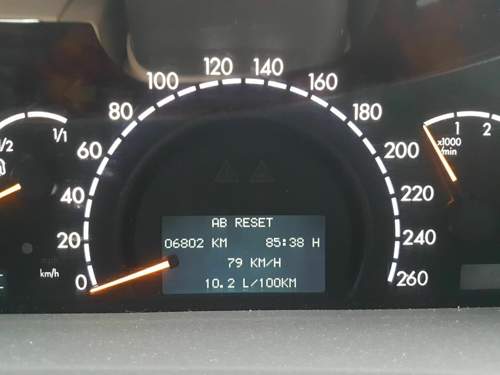 120 140
100 160
80 180
1/1 1 2
1/2 x1000
60 200 /min
40 220
AB RESET
06802 KM 85:38 H
20 240
79 KM/H
km/h
0 260
10.2 L/100KM